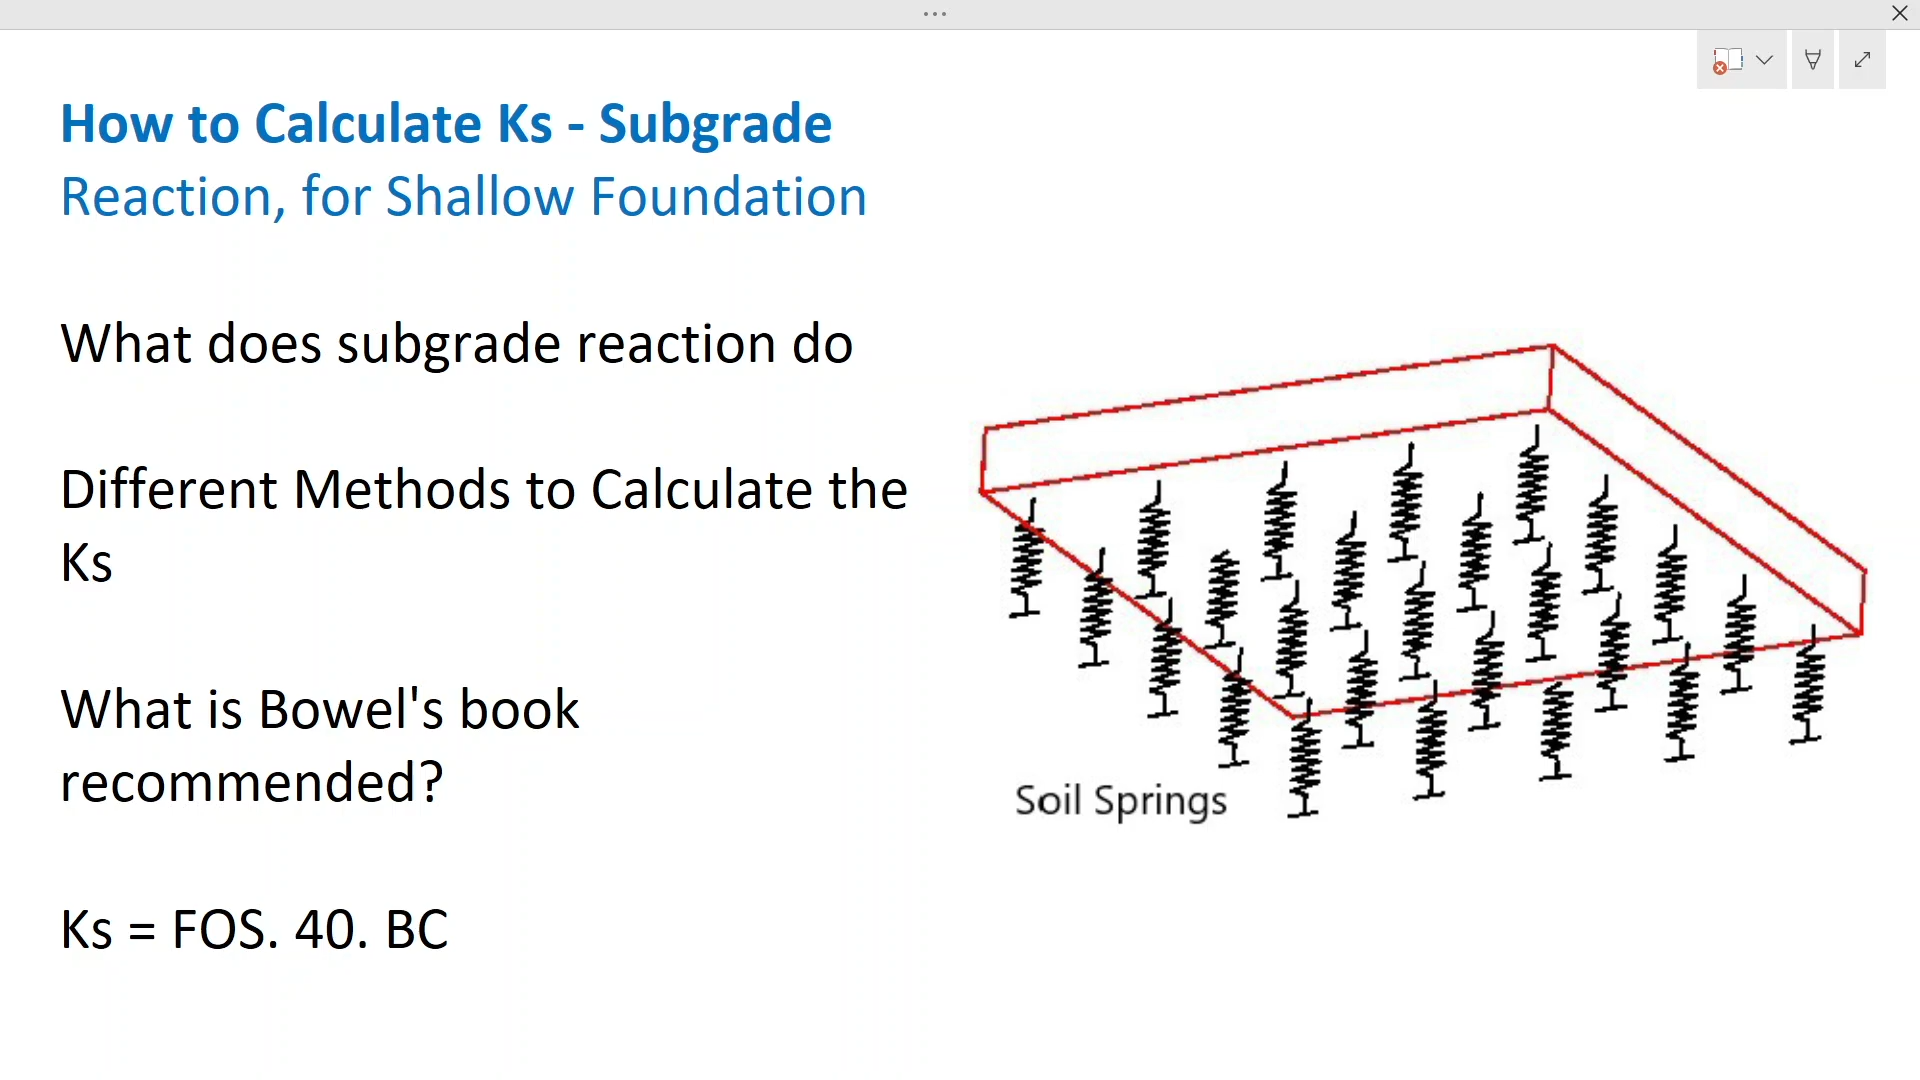 How to Calculate Ks - Subgrade
Reaction, for Shallow Foundation
What does subgrade reaction do
Different Methods to Calculate the
Ks
What is Bowel's book
recommended?
Ks = FOS. 40. BC
Soil Springs